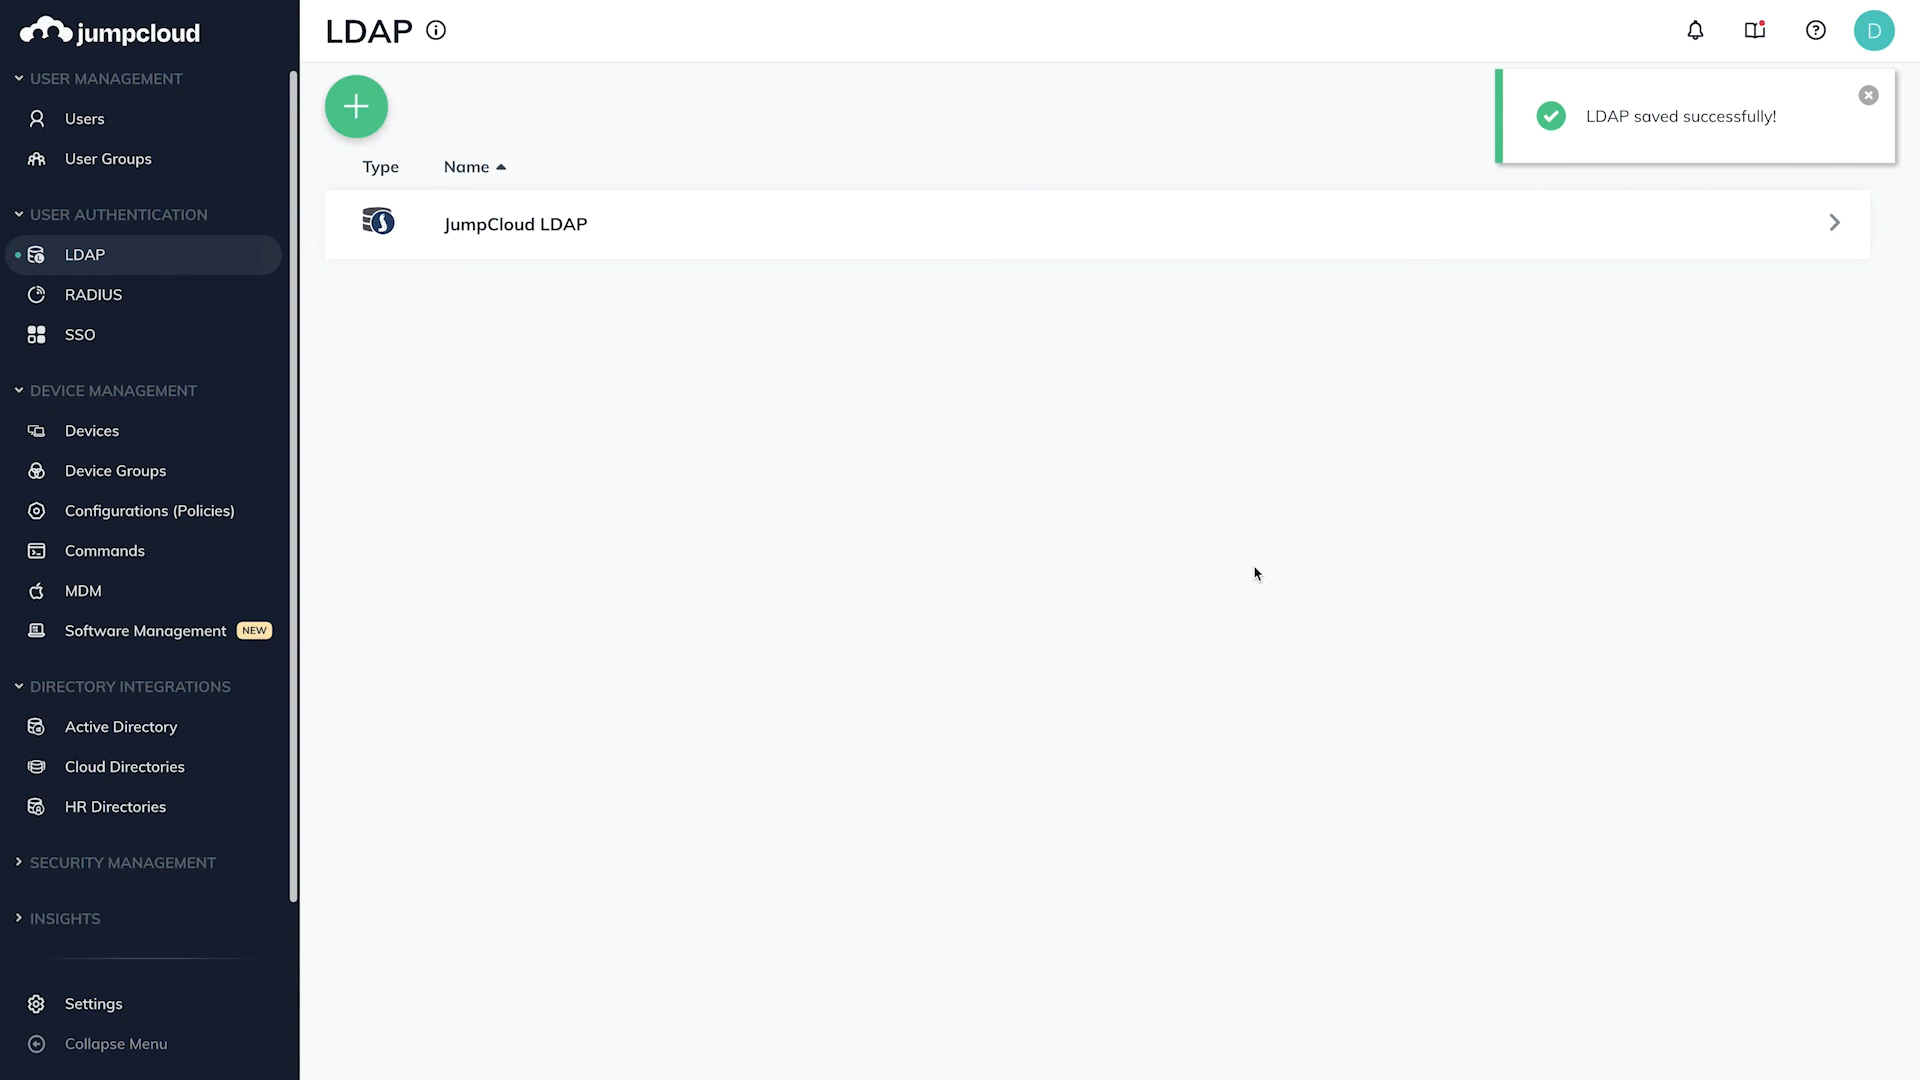 jumpcloud
USER MANAGEMENT
Users
User Groups
USER AUTHENTICATION
LDAP
RADIUS
SSO
DEVICE MANAGEMENT
Devices
Device Groups
Configurations (Policies)
Commands
MDM
Software Management NEW
DIRECTORY INTEGRATIONS
Active Directory
Cloud Directories
HR Directories
SECURITY MANAGEMENT
INSIGHTS
Settings
Collapse Menu
LDAP
D
LDAP saved successfully!
Type Name
JumpCloud LDAP